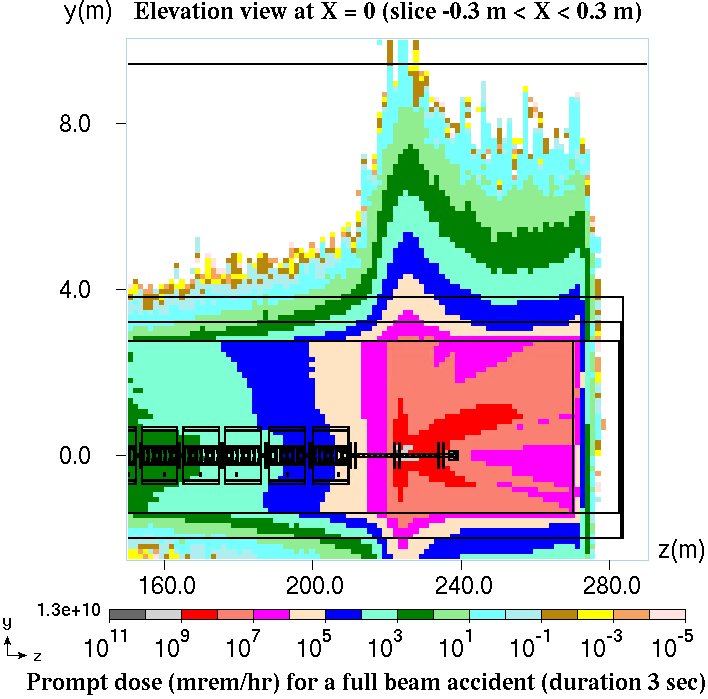 y(m) Elevation view at X = 0 (slice -0.3 m < X < 0.3 m)
8.0
4.0
0.0
z(m)
160.0 200.0 240.0 280.0
1.3e+10
10^11 10^9 10^7 10^5 10^3 10^1 10^-1 10^-3 10^-5
y
z
Prompt dose (mrem/hr) for a full beam accident (duration 3 sec)